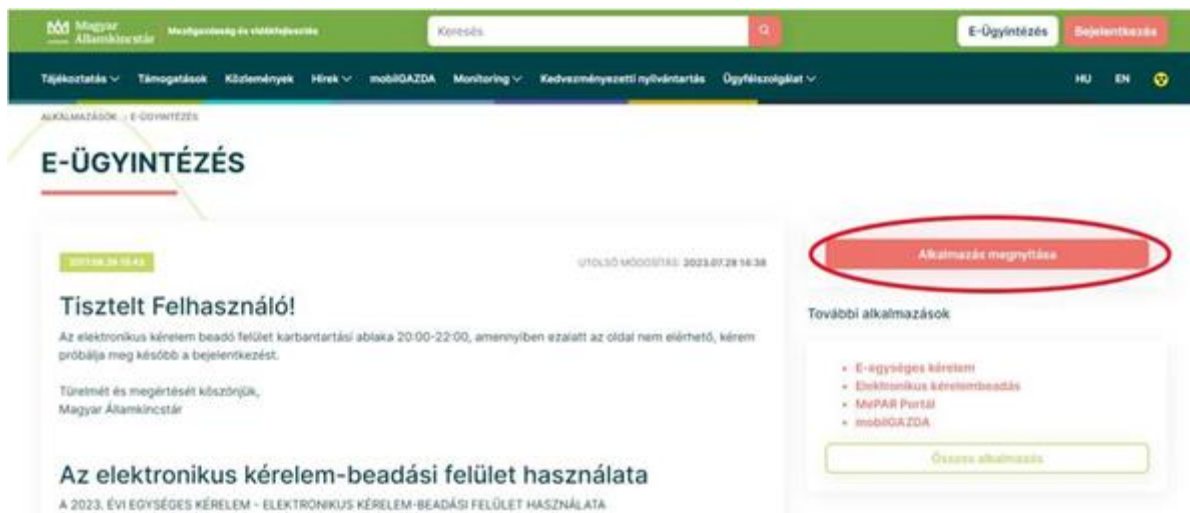 Magyar
Államkincstár
Mezőgazdaság és vidékfejlesztés
Keresés
E-Ügyintézés
Bejelentkezés
Tájékoztatás
Támogatások
Közlemények
Hírek
mobilGAZDA
Monitoring
Kedvezményezetti nyilvántartás
Ügyfélszolgálat
HU
EN
ALKALMAZÁSOK
E-ÜGYINTÉZÉS
E-ÜGYINTÉZÉS
UTOLSÓ MÓDOSÍTÁS: 2023.07.28 14:38
Alkalmazás megnyitása
Tisztelt Felhasználó!
Az elektronikus kérelem beadó felület karbantartási ablaka 20:00-22:00, amennyiben ezalatt az oldal nem elérhető, kérem
próbálja meg később a bejelentkezést.
Türelmét és megértését köszönjük,
Magyar Államkincstár
Az elektronikus kérelem-beadási felület használata
A 2023. ÉVI EGYSÉGES KÉRELEM - ELEKTRONIKUS KÉRELEM-BEADÁSI FELÜLET HASZNÁLATA
További alkalmazások
E-egységes kérelem
Elektronikus kérelembeadás
MePAR Portál
mobilGAZDA
Összes alkalmazás